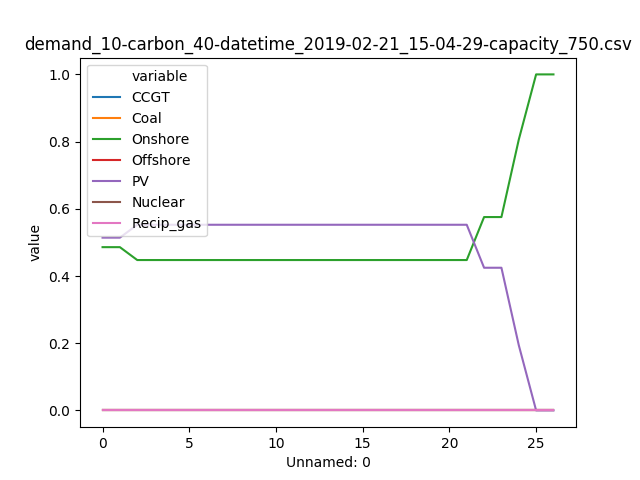 demand_10-carbon_40-datetime_2019-02-21_15-04-29-capacity_750.csv
1.0
0.8
0.6
0.4
0.2
0.0
value
variable
CCGT
Coal
Onshore
Offshore
PV
Nuclear
Recip_gas
0 5 10 15 20 25
Unnamed: 0